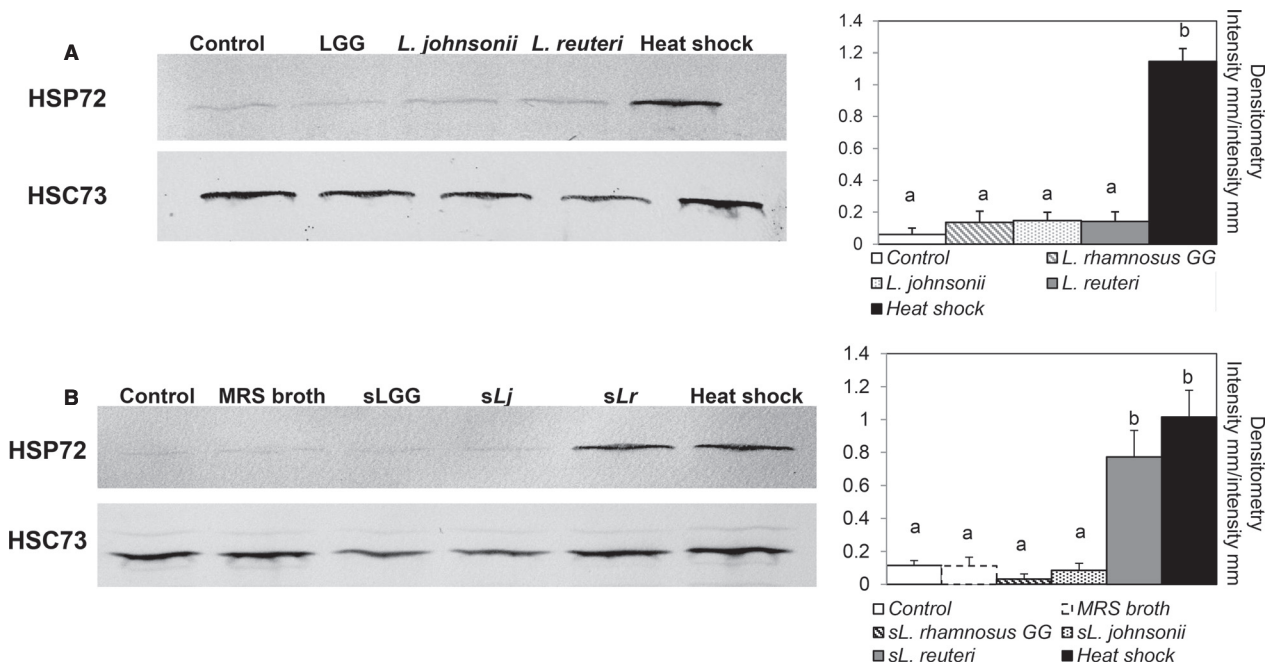 A
Control LGG L. johnsonii L. reuteri Heat shock
HSP72
HSC73
1.4
1.2
1
0.8
0.6
0.4
0.2
0
a a a a b
Densitometry
Intensity mm/intensity mm
Control L. rhamnosus GG
L. johnsonii L. reuteri
Heat shock
B
Control MRS broth sLGG sLj sLr Heat shock
HSP72
HSC73
1.4
1.2
1
0.8
0.6
0.4
0.2
0
a a a a b b
Densitometry
Intensity mm/intensity mm
Control MRS broth
sL. rhamnosus GG sL. johnsonii
sL. reuteri Heat shock